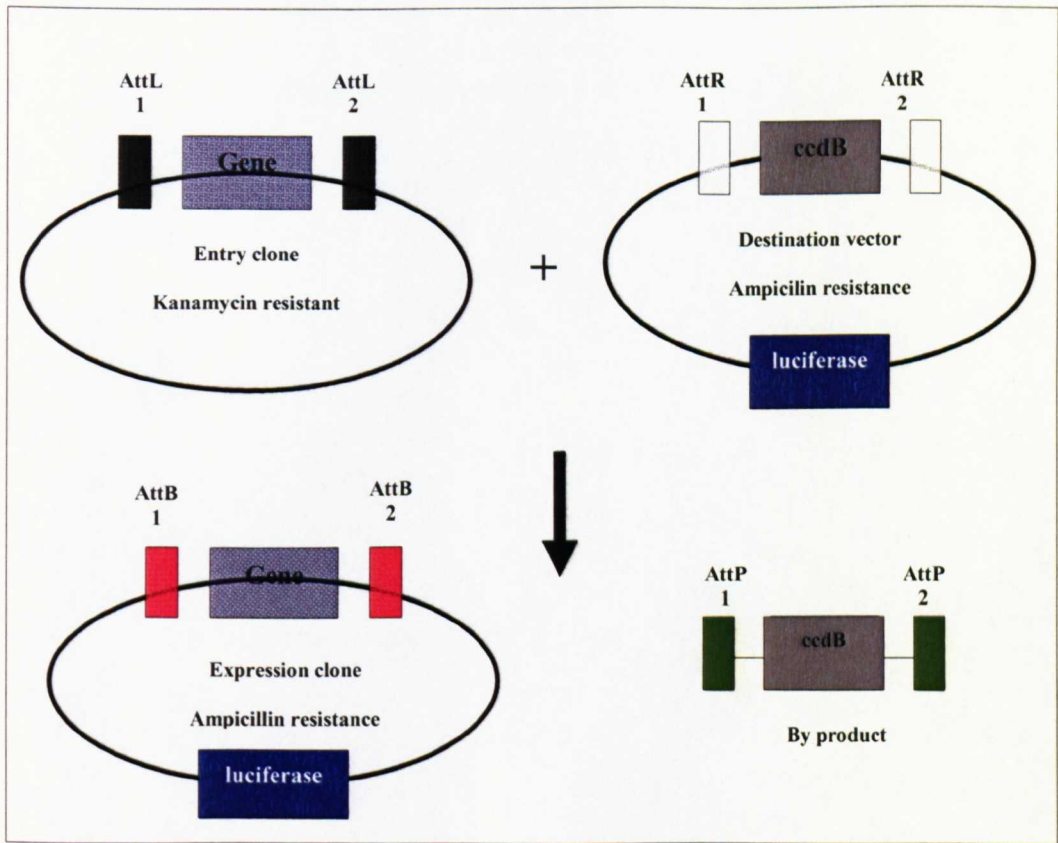 AttL
1
AttL
2
Gene
Entry clone
Kanamycin resistant
+
AttR
1
AttR
2
ccdB
Destination vector
Ampicilin resistance
luciferase
AttB
1
AttB
2
Gene
Expression clone
Ampicillin resistance
luciferase
AttP
1
AttP
2
ccdB
By product